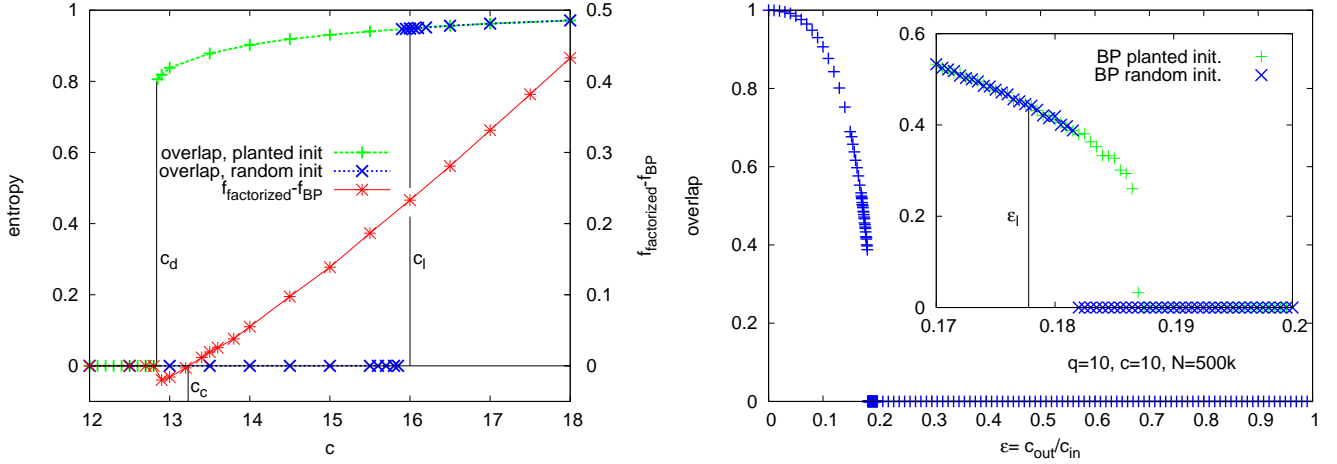 entropy
1
0.8
0.6
0.4
0.2
0
0.5
0.4
0.3
0.2
0.1
0
f_factorized-f_BP
overlap, planted init
overlap, random init
f_factorized-f_BP
c_d
c_c
c_l
12 13 14 15 16 17 18
c
overlap
1
0.8
0.6
0.4
0.2
0
BP planted init.
BP random init.
0.6
0.4
0.2
0
ε_l
0.17 0.18 0.19 0.2
q=10, c=10, N=500k
0 0.1 0.2 0.3 0.4 0.5 0.6 0.7 0.8 0.9 1
ε= c_out/c_in